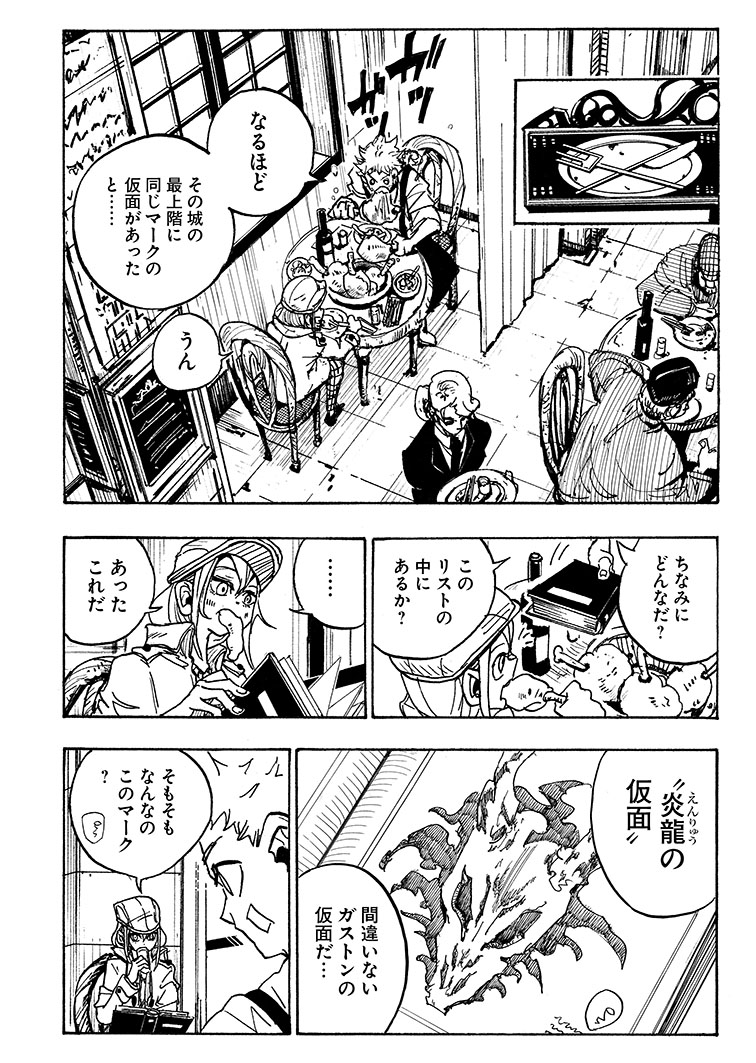 ガッ
ガッ
なるほど
その城の
最上階に
同じマークの
仮面があった
と……
うん
ちなみに
どんなだ?
この
リストの
中に
あるか?
……
あった
これだ
〝炎龍の
えんりゅう
仮面〟
間違いない
ガストンの
仮面だ…
そもそも
なんなの
このマーク
?